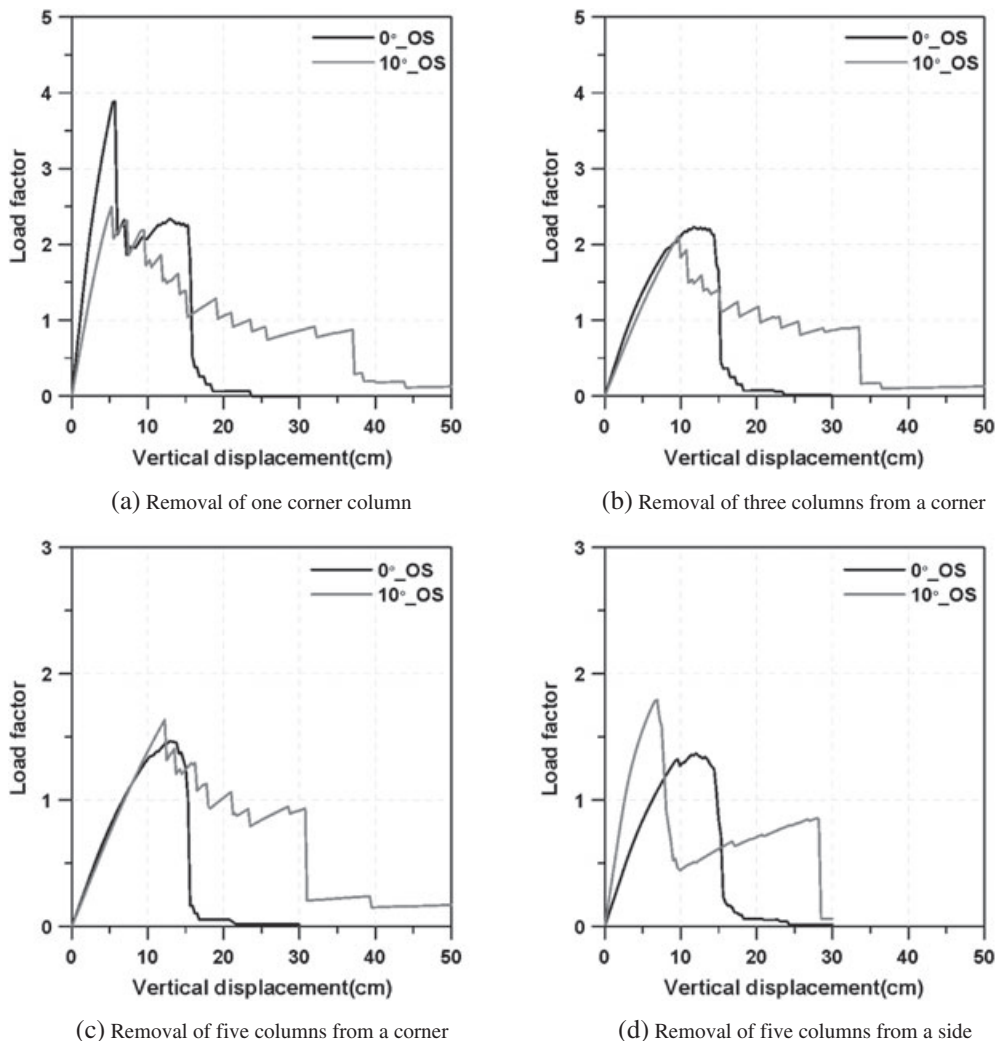 5
4
3
2
1
0
Load factor
0°_OS
10°_OS
0 10 20 30 40 50
Vertical displacement(cm)
(a) Removal of one corner column
5
4
3
2
1
0
Load factor
0°_OS
10°_OS
0 10 20 30 40 50
Vertical displacement(cm)
(b) Removal of three columns from a corner
3
2
1
0
Load factor
0°_OS
10°_OS
0 10 20 30 40 50
Vertical displacement(cm)
(c) Removal of five columns from a corner
3
2
1
0
Load factor
0°_OS
10°_OS
0 10 20 30 40 50
Vertical displacement(cm)
(d) Removal of five columns from a side